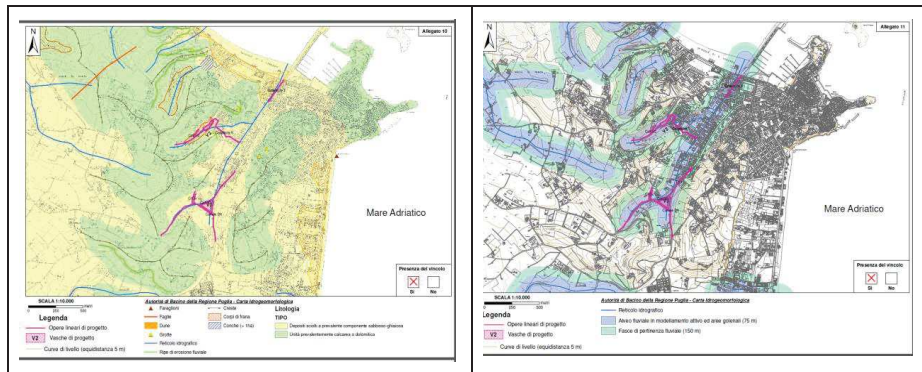 N
Allegato 10
Mare Adriatico
Presenza del vincolo
Si No
SCALA 1:10.000
Legenda
Opere lineari di progetto
V2 Vasche di progetto
Curve di livello (equidistanza 5 m)
Autorità di Bacino della Regione Puglia - Carta Idrogeomorfologica
Faraglioni
Faglie
Dune
Grotte
Reticolo idrografico
Ripe di erosione fluviale
Creste
Corpi di frana
Conche (< 1ha)
Litologia
TIPO
Depositi sciolti a prevalente componente sabbioso-ghiaiosa
Unità prevalentemente calcarea o dolomitica
N
Allegato 11
Mare Adriatico
Presenza del vincolo
Si No
SCALA 1:10.000
Legenda
Opere lineari di progetto
V2 Vasche di progetto
Curve di livello (equidistanza 5 m)
Autorità di Bacino della Regione Puglia - Carta Idrogeomorfologica
Reticolo idrografico
Alveo fluviale in modellamento attivo ed aree golenali (75 m)
Fasce di pertinenza fluviale (150 m)